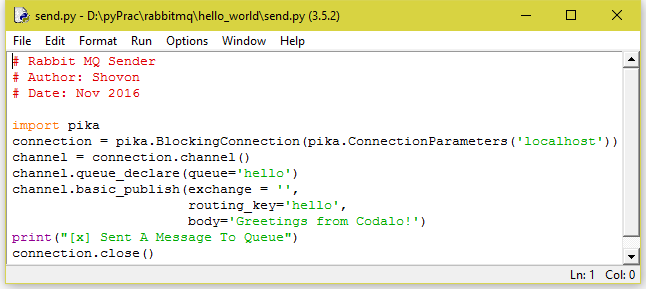 send.py - D:\pyPrac\rabbitmq\hello_world\send.py (3.5.2)
File Edit Format Run Options Window Help
# Rabbit MQ Sender
# Author: Shovon
# Date: Nov 2016

import pika
connection = pika.BlockingConnection(pika.ConnectionParameters('localhost'))
channel = connection.channel()
channel.queue_declare(queue='hello')
channel.basic_publish(exchange = '',
                      routing_key='hello',
                      body='Greetings from Codalo!')
print("[x] Sent A Message To Queue")
connection.close()
Ln: 1 Col: 0